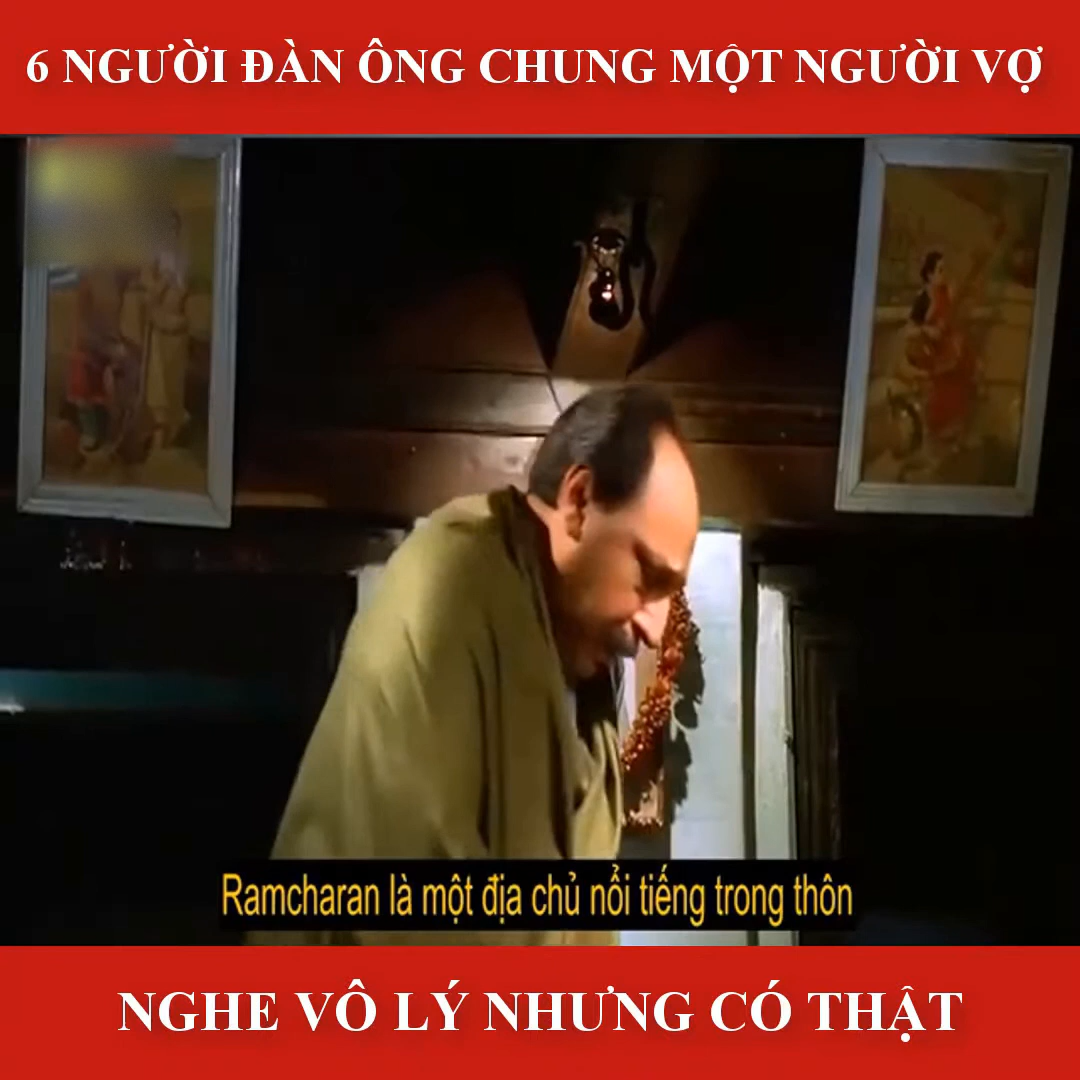 6 NGƯỜI ĐÀN ÔNG CHUNG MỘT NGƯỜI VỢ
Ramcharan là một địa chủ nổi tiếng trong thôn
NGHE VÔ LÝ NHƯNG CÓ THẬT